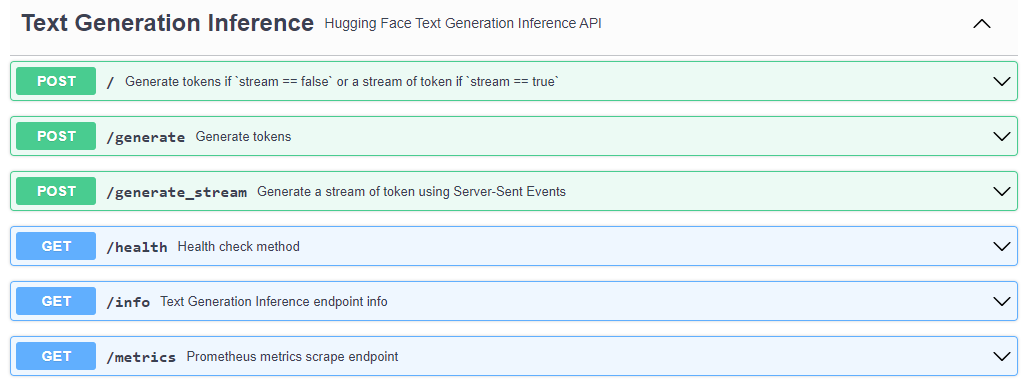 Text Generation Inference Hugging Face Text Generation Inference API
POST / Generate tokens if `stream == false` or a stream of token if `stream == true`
POST /generate Generate tokens
POST /generate_stream Generate a stream of token using Server-Sent Events
GET /health Health check method
GET /info Text Generation Inference endpoint info
GET /metrics Prometheus metrics scrape endpoint